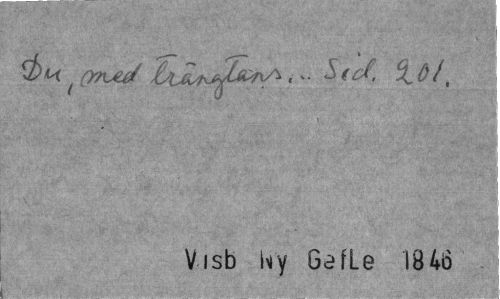 Du, med trängtans... Sid. 201.
Visb Ny Gefle 1846